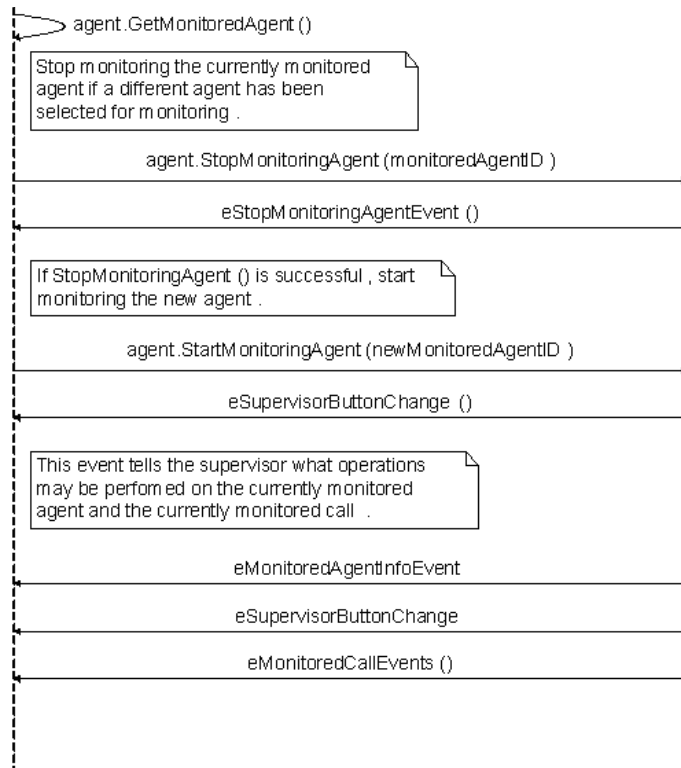 agent.GetMonitoredAgent ()
Stop monitoring the currently monitored
agent if a different agent has been
selected for monitoring .
agent.StopMonitoringAgent (monitoredAgentID )
eStopMonitoringAgentEvent ()
If StopMonitoringAgent () is successful , start
monitoring the new agent .
agent.StartMonitoringAgent (newMonitoredAgentID )
eSupervisorButtonChange ()
This event tells the supervisor what operations
may be perfomed on the currently monitored
agent and the currently monitored call .
eMonitoredAgentInfoEvent
eSupervisorButtonChange
eMonitoredCallEvents ()